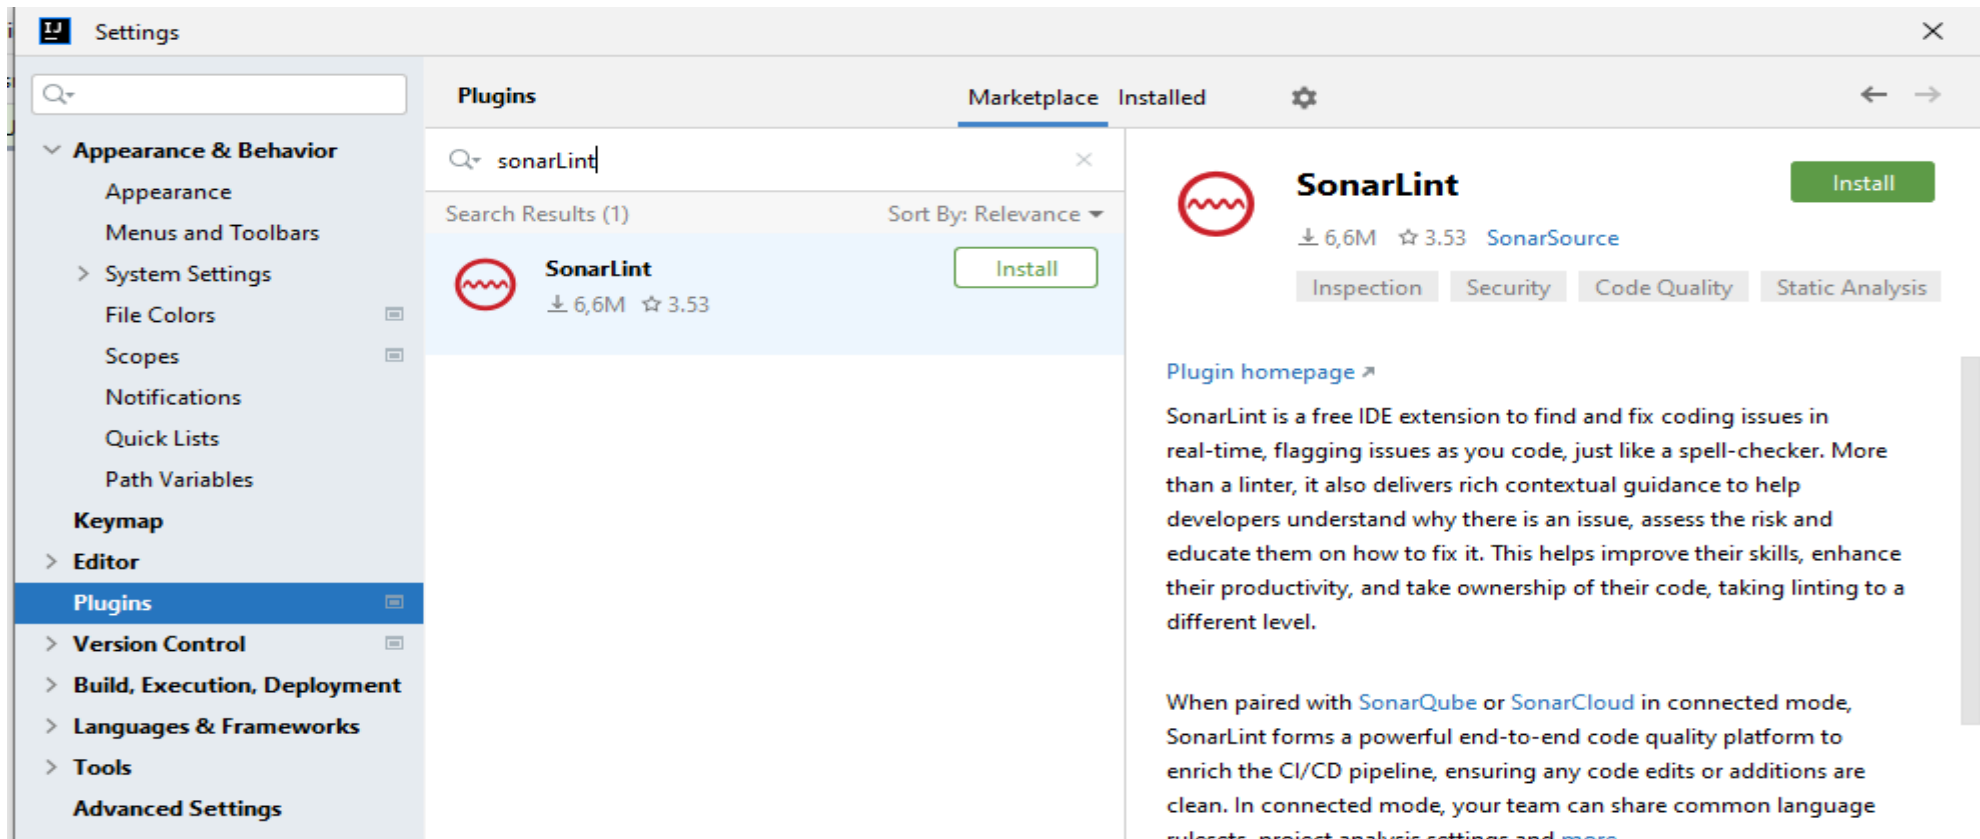 Settings
Plugins
Marketplace
Installed
Appearance & Behavior
Appearance
Menus and Toolbars
System Settings
File Colors
Scopes
Notifications
Quick Lists
Path Variables
Keymap
Editor
Plugins
Version Control
Build, Execution, Deployment
Languages & Frameworks
Tools
Advanced Settings
sonarLint
Search Results (1)
Sort By: Relevance
SonarLint
6,6M 3.53
Install
SonarLint
Install
6,6M 3.53 SonarSource
Inspection
Security
Code Quality
Static Analysis
Plugin homepage
SonarLint is a free IDE extension to find and fix coding issues in
real-time, flagging issues as you code, just like a spell-checker. More
than a linter, it also delivers rich contextual guidance to help
developers understand why there is an issue, assess the risk and
educate them on how to fix it. This helps improve their skills, enhance
their productivity, and take ownership of their code, taking linting to a
different level.
When paired with SonarQube or SonarCloud in connected mode,
SonarLint forms a powerful end-to-end code quality platform to
enrich the CI/CD pipeline, ensuring any code edits or additions are
clean. In connected mode, your team can share common language
rulesets, project analysis settings and more